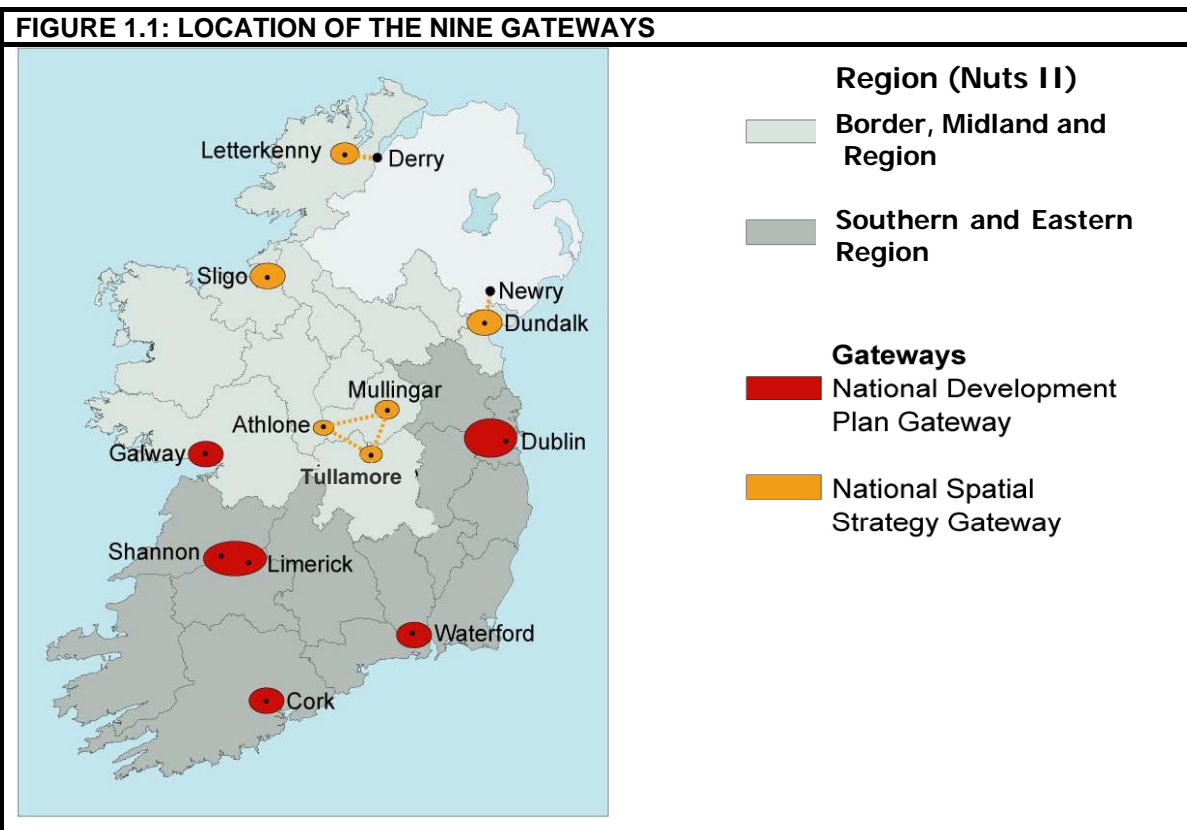 FIGURE 1.1: LOCATION OF THE NINE GATEWAYS
Letterkenny
Derry
Sligo
Newry
Dundalk
Mullingar
Athlone
Dublin
Galway
Tullamore
Shannon
Limerick
Waterford
Cork
Region (Nuts II)
Border, Midland and
Region
Southern and Eastern
Region
Gateways
National Development
Plan Gateway
National Spatial
Strategy Gateway